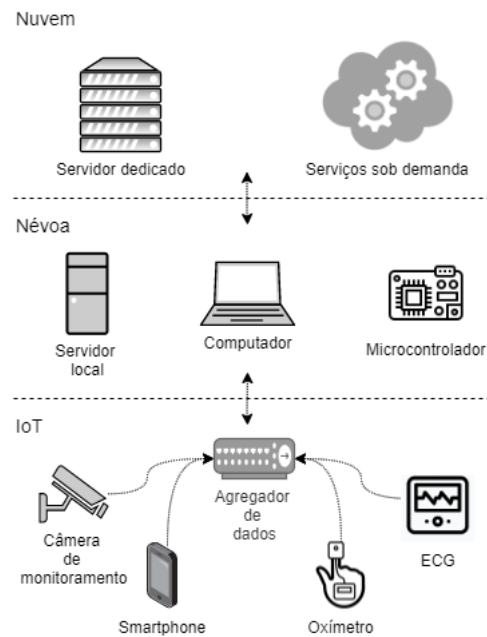 Nuvem
Servidor dedicado
Serviços sob demanda
Névoa
Servidor
local
Computador
Microcontrolador
IoT
Agregador
de
dados
Câmera
de
monitoramento
Smartphone
Oxímetro
ECG